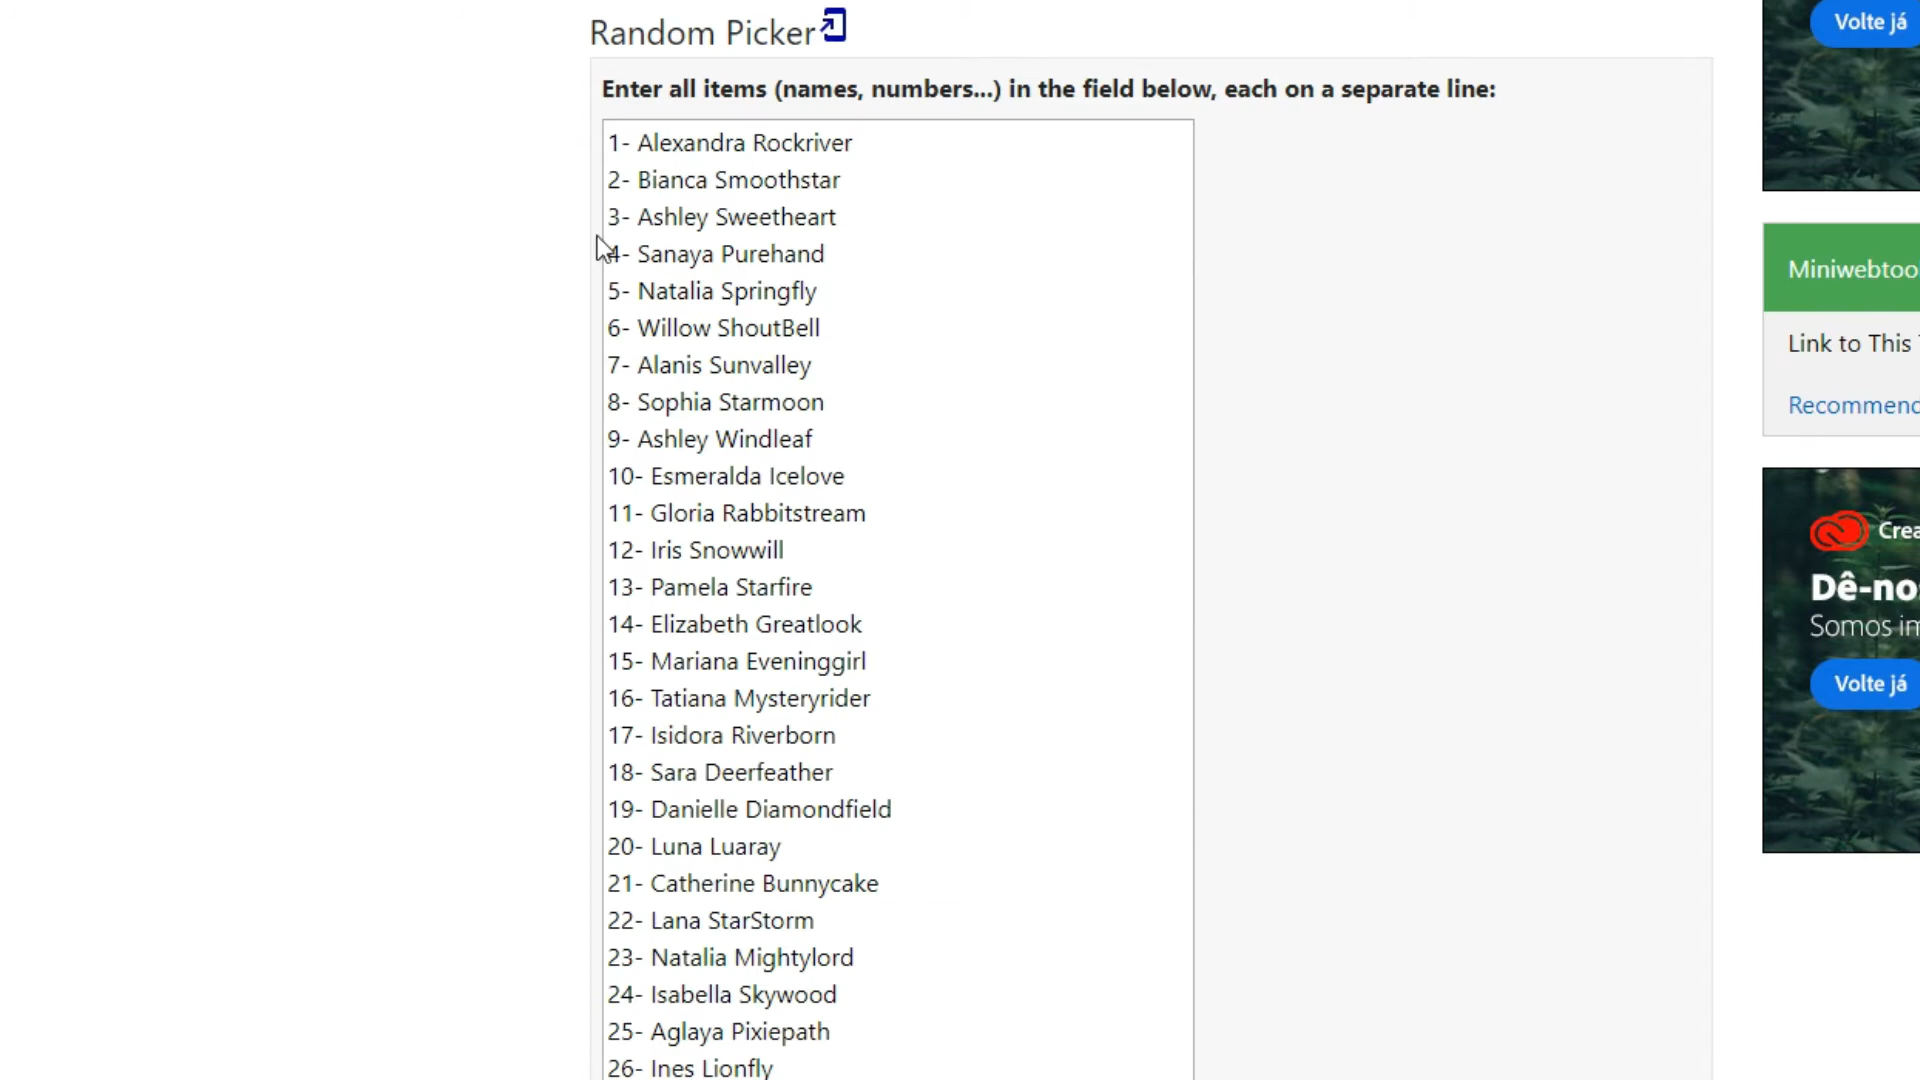 Random Picker
Enter all items (names, numbers...) in the field below, each on a separate line:
1- Alexandra Rockriver
2- Bianca Smoothstar
3- Ashley Sweetheart
4- Sanaya Purehand
5- Natalia Springfly
6- Willow ShoutBell
7- Alanis Sunvalley
8- Sophia Starmoon
9- Ashley Windleaf
10- Esmeralda Icelove
11- Gloria Rabbitstream
12- Iris Snowwill
13- Pamela Starfire
14- Elizabeth Greatlook
15- Mariana Eveninggirl
16- Tatiana Mysteryrider
17- Isidora Riverborn
18- Sara Deerfeather
19- Danielle Diamondfield
20- Luna Luaray
21- Catherine Bunnycake
22- Lana StarStorm
23- Natalia Mightylord
24- Isabella Skywood
25- Aglaya Pixiepath
26- Ines Lionfly
Volte já
Miniwebtoo
Link to This
Recommend
Crea
Dê-no
Somos im
Volte já